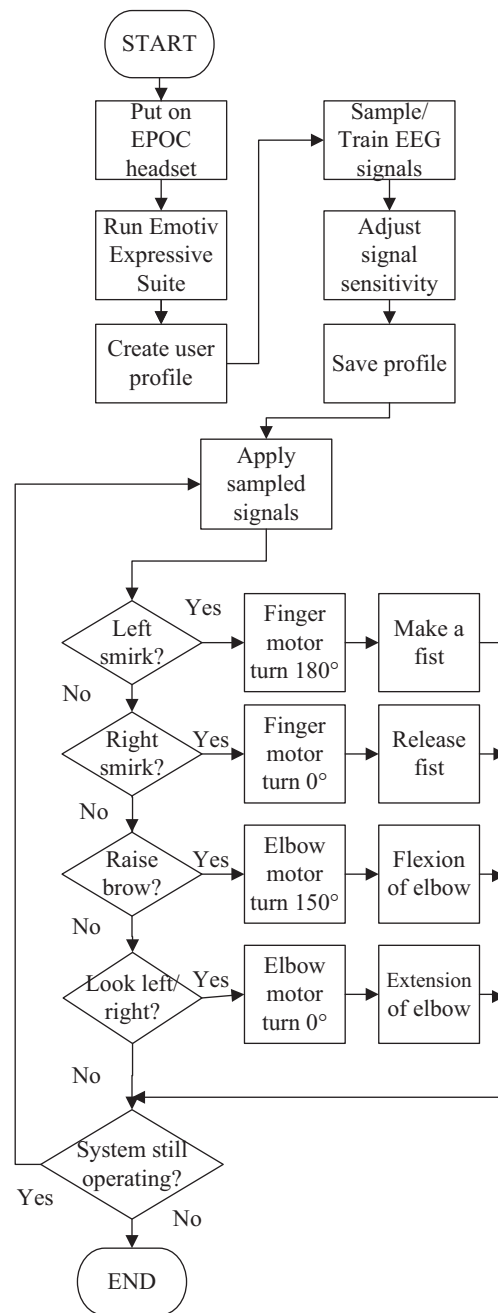 START
Put on
EPOC
headset
Run Emotiv
Expressive
Suite
Create user
profile
Sample/
Train EEG
signals
Adjust
signal
sensitivity
Save profile
Apply
sampled
signals
Left
smirk?
Yes
Finger
motor
turn 180°
Make a
fist
No
Right
smirk?
Yes
Finger
motor
turn 0°
Release
fist
No
Raise
brow?
Yes
Elbow
motor
turn 150°
Flexion
of elbow
No
Look left/
right?
Yes
Elbow
motor
turn 0°
Extension
of elbow
No
System still
operating?
Yes
No
END